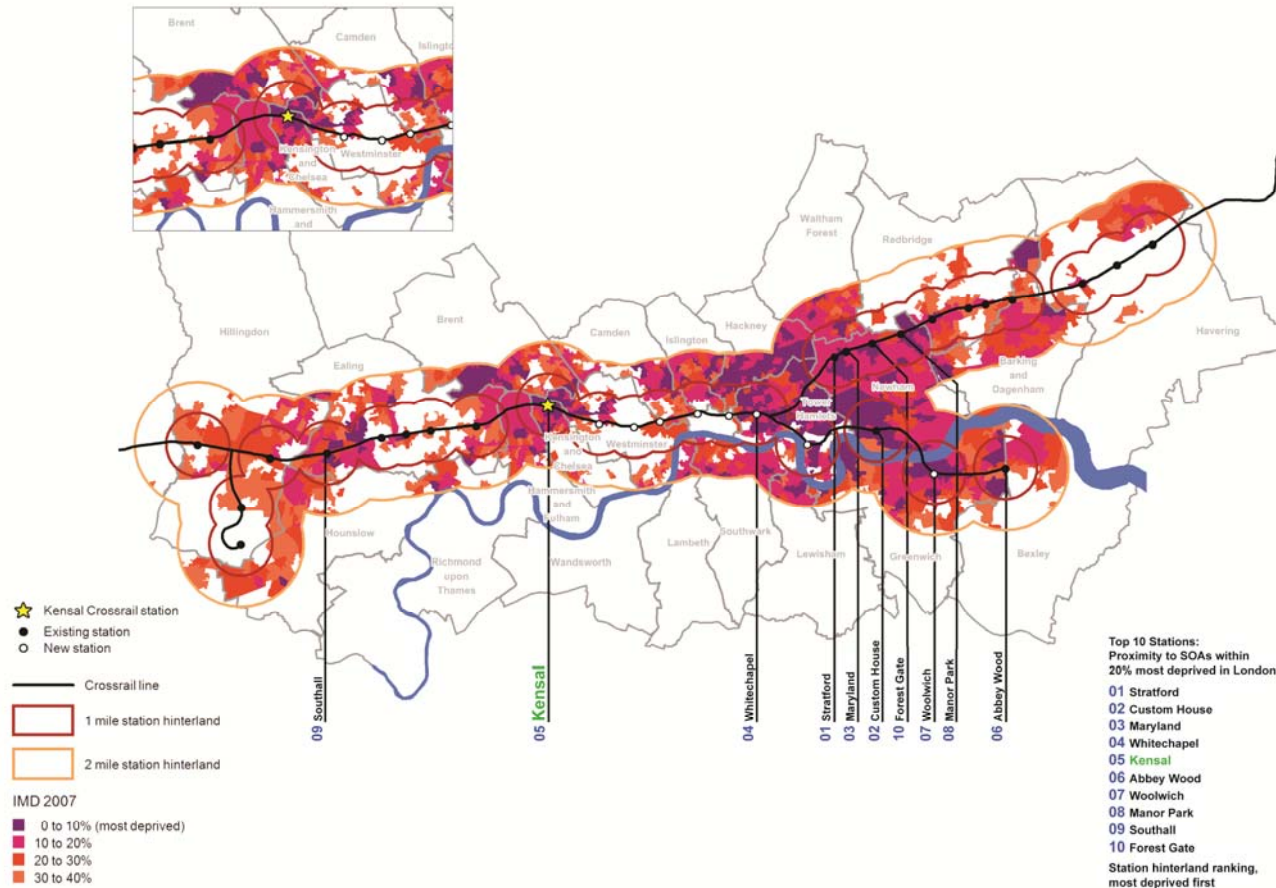 Brent
Camden
Islington
Kensington
and
Chelsea
Westminster
Hammersmith
and
Waltham
Forest
Redbridge
Hillingdon
Brent
Camden
Islington
Hackney
Havering
Ealing
Barking
and
Dagenham
Newham
Tower
Hamlets
Kensington
and
Chelsea
Westminster
Hammersmith
and
Fulham
Hounslow
Richmond
upon
Thames
Wandsworth
Lambeth
Southwark
Lewisham
Greenwich
Bexley
Kensal Crossrail station
Existing station
New station
Crossrail line
1 mile station hinterland
2 mile station hinterland
IMD 2007
0 to 10% (most deprived)
10 to 20%
20 to 30%
30 to 40%
09 Southall
05 Kensal
04 Whitechapel
01 Stratford
03 Maryland
02 Custom House
10 Forest Gate
07 Woolwich
08 Manor Park
06 Abbey Wood
Top 10 Stations:
Proximity to SOAs within
20% most deprived in London
01 Stratford
02 Custom House
03 Maryland
04 Whitechapel
05 Kensal
06 Abbey Wood
07 Woolwich
08 Manor Park
09 Southall
10 Forest Gate
Station hinterland ranking,
most deprived first